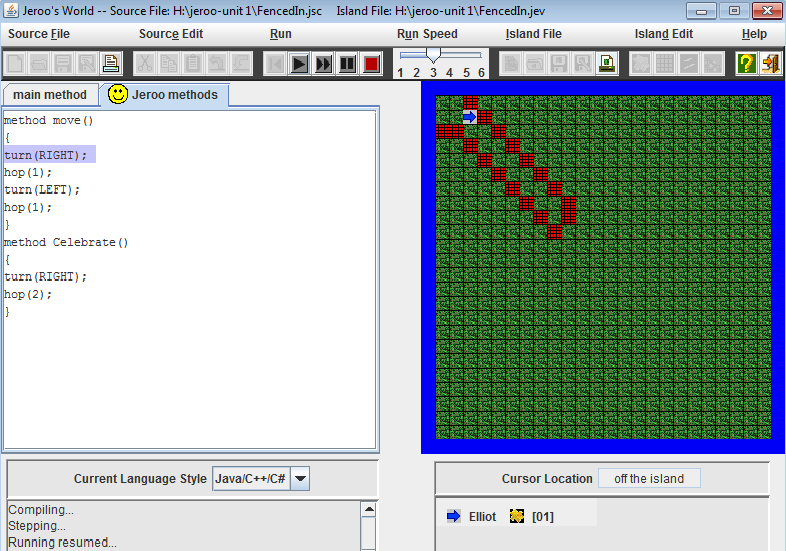 Jeroo's World -- Source File: H:\jeroo-unit 1\FencedIn.jsc Island File: H:\jeroo-unit 1\FencedIn.jev
Source File Source Edit Run Run Speed Island File Island Edit Help
1 2 3 4 5 6
main method Jeroo methods
method move()
{
turn(RIGHT);
hop(1);
turn(LEFT);
hop(1);
}
method Celebrate()
{
turn(RIGHT);
hop(2);
}
Current Language Style Java/C++/C#
Cursor Location off the island
Compiling...
Stepping...
Running resumed...
Elliot [01]